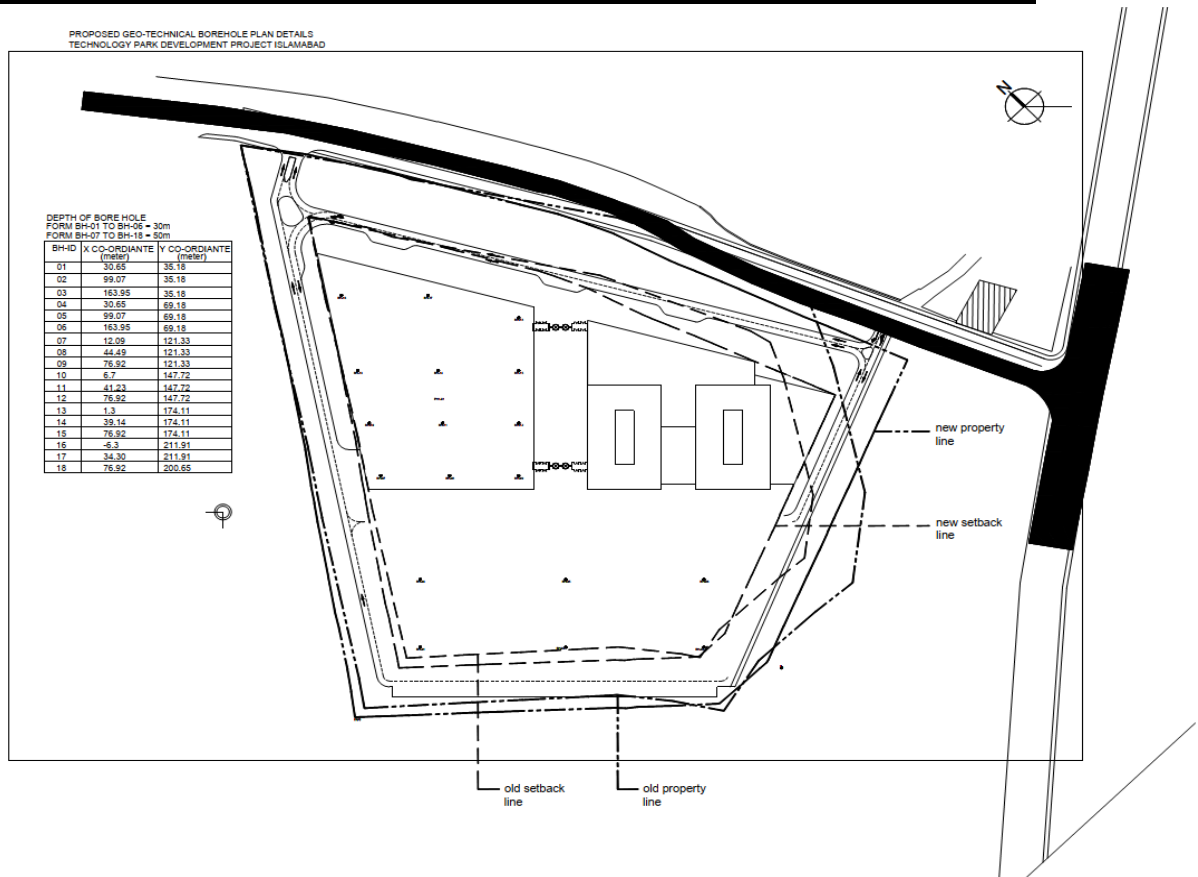 PROPOSED GEO-TECHNICAL BOREHOLE PLAN DETAILS
TECHNOLOGY PARK DEVELOPMENT PROJECT ISLAMABAD
N
DEPTH OF BORE HOLE
FORM BH-01 TO BH-06 = 30m
FORM BH-07 TO BH-18 = 50m
BH-ID X CO-ORDIANTE (meter) Y CO-ORDIANTE (meter)
01 30.65 35.18
02 99.07 35.18
03 163.95 35.18
04 30.65 69.18
05 99.07 69.18
06 163.95 69.18
07 12.09 121.33
08 44.49 121.33
09 76.92 121.33
10 6.7 147.72
11 41.23 147.72
12 76.92 147.72
13 1.3 174.11
14 39.14 174.11
15 76.92 174.11
16 -6.3 211.91
17 34.30 211.91
18 76.92 200.65
new property
line
new setback
line
old setback
line
old property
line